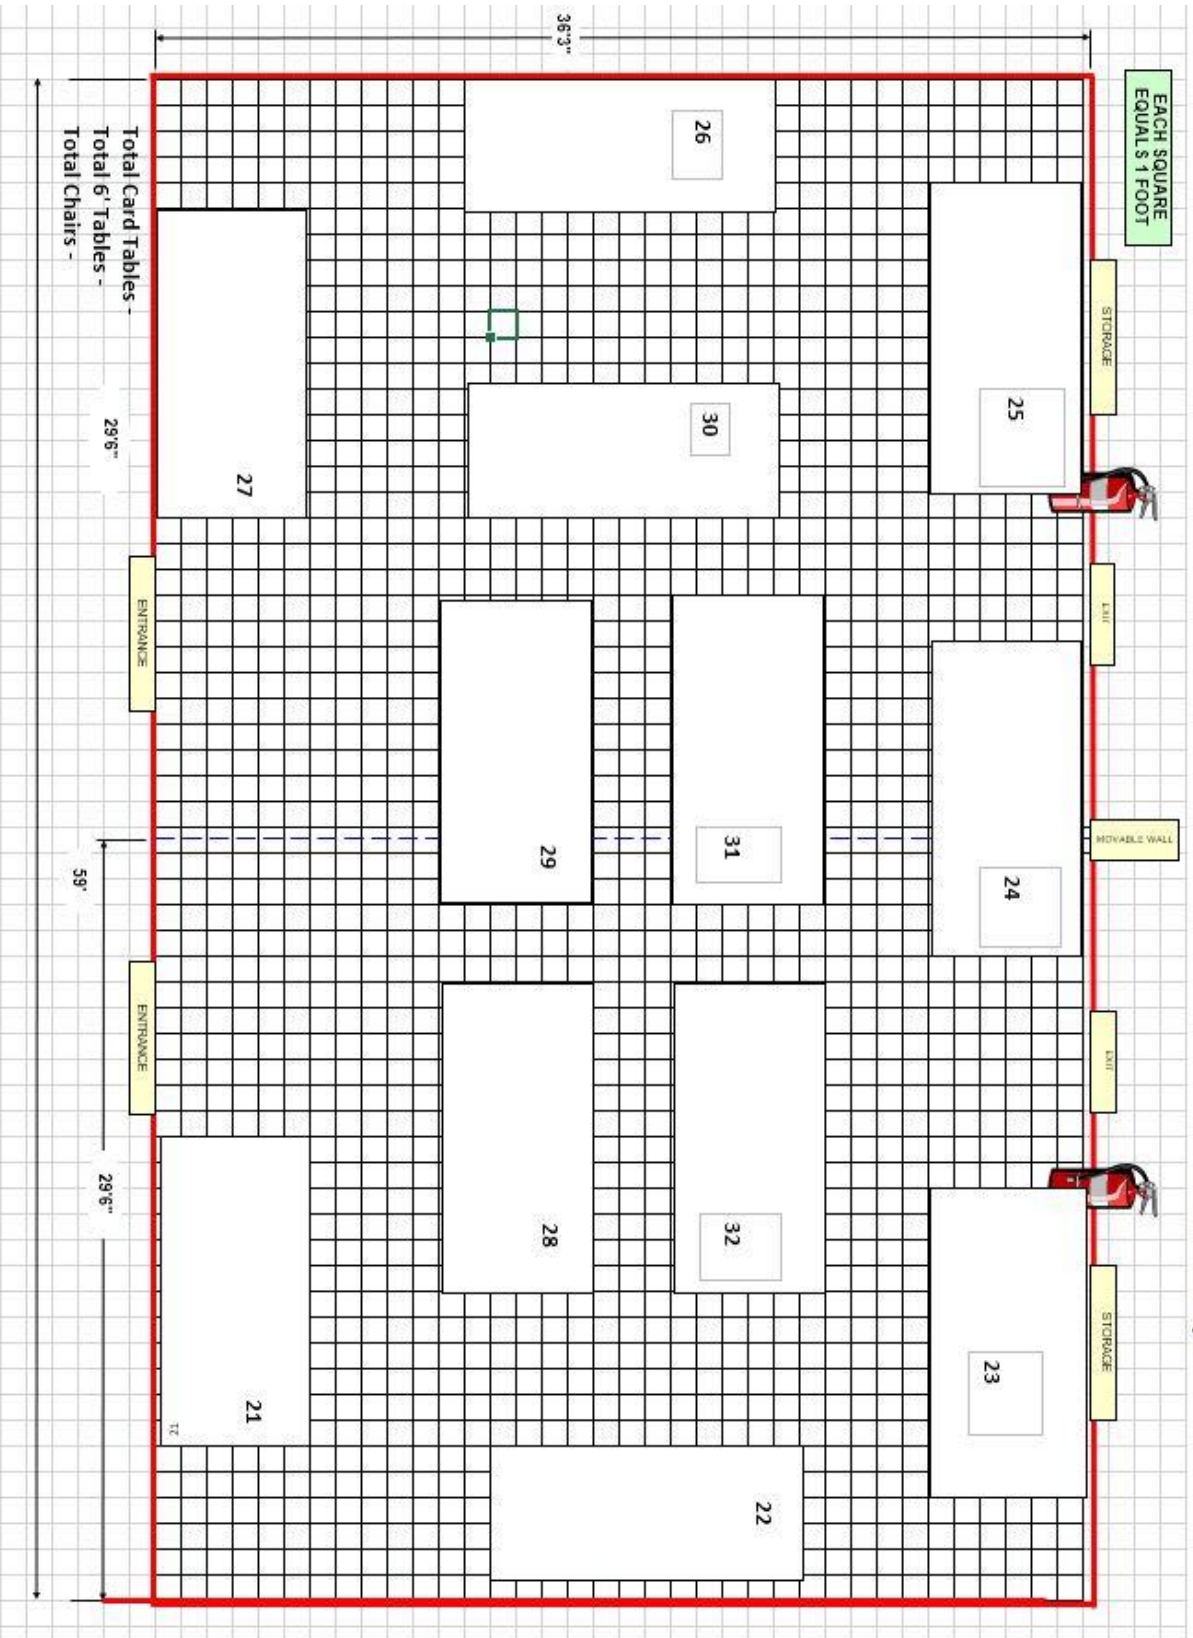 36'3"
EACH SQUARE
EQUALS 1 FOOT
Total Card Tables -
Total 6' Tables -
Total Chairs -
26
25
STORAGE
30
27
29'6"
ENTRANCE
EXIT
MOVABLE WALL
31
29
24
59'
ENTRANCE
EXIT
29'6"
28
32
STORAGE
23
21
21
22